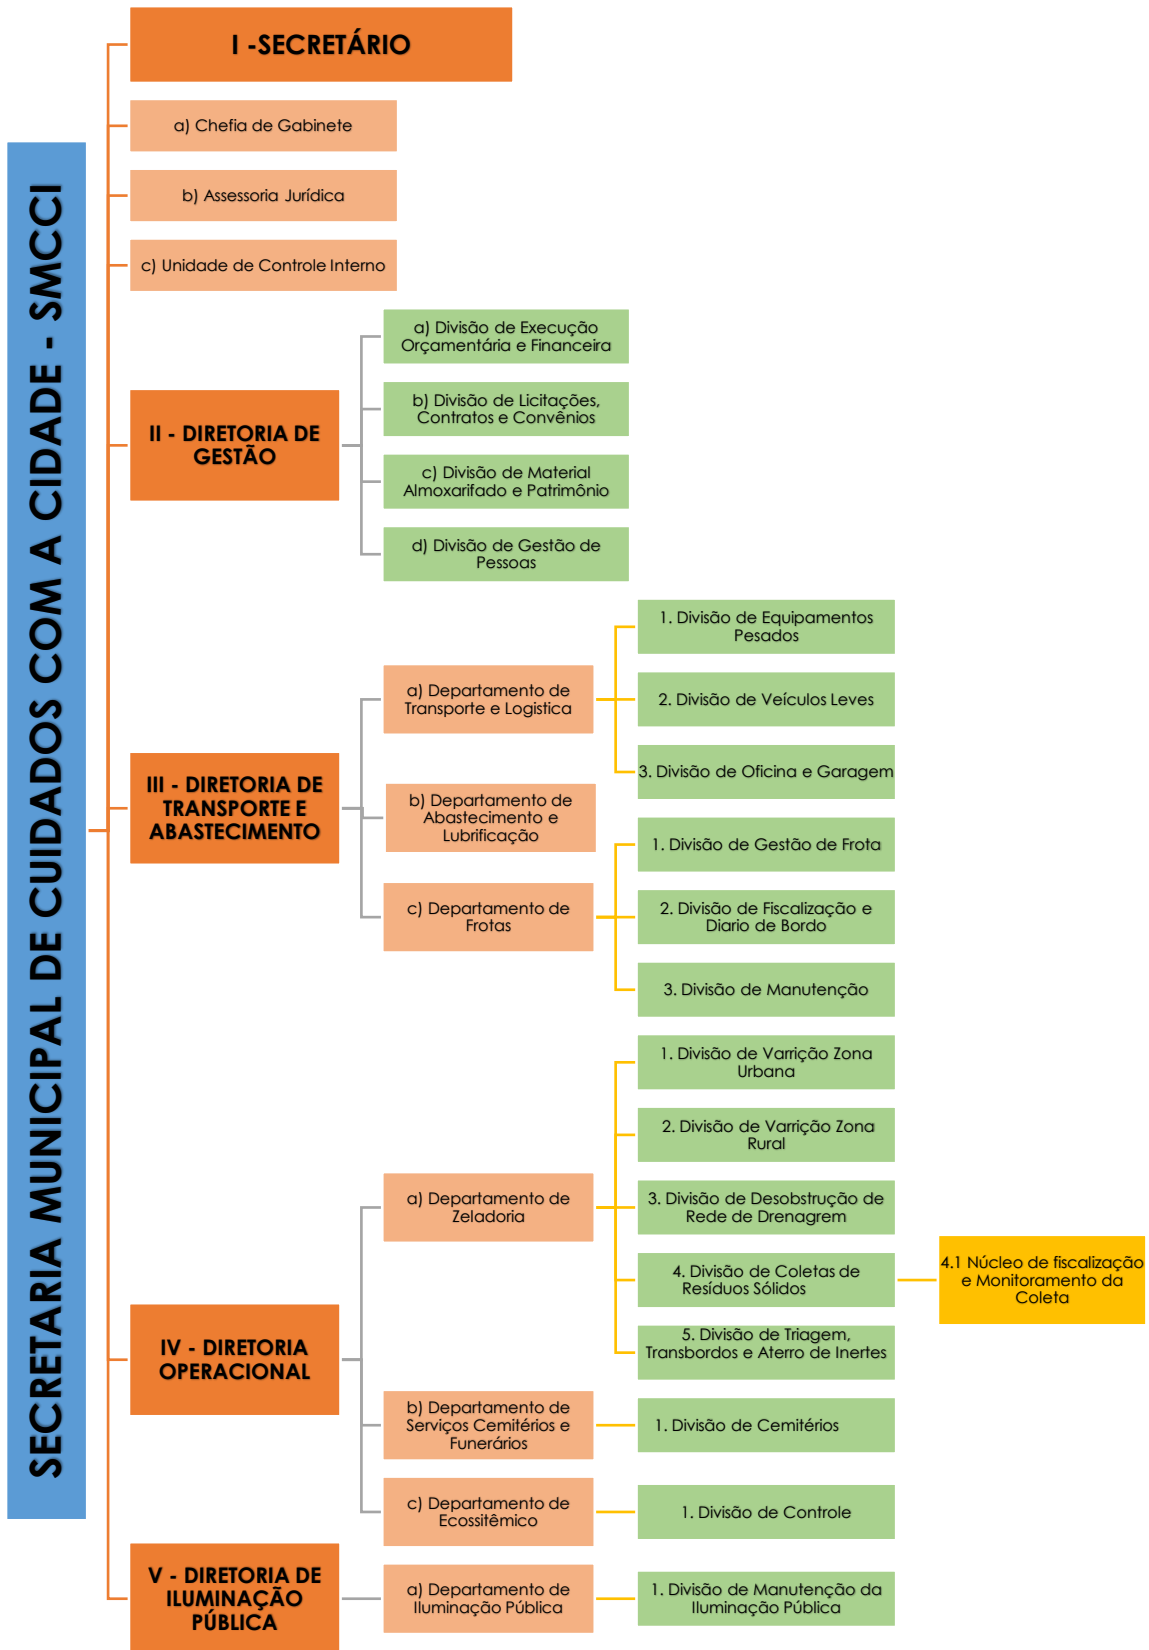 SECRETARIA MUNICIPAL DE CUIDADOS COM A CIDADE - SMCCI
I -SECRETÁRIO
a) Chefia de Gabinete
b) Assessoria Jurídica
c) Unidade de Controle Interno
II - DIRETORIA DE
GESTÃO
a) Divisão de Execução
Orçamentária e Financeira
b) Divisão de Licitações,
Contratos e Convênios
c) Divisão de Material
Almoxarifado e Patrimônio
d) Divisão de Gestão de
Pessoas
III - DIRETORIA DE
TRANSPORTE E
ABASTECIMENTO
a) Departamento de
Transporte e Logistica
1. Divisão de Equipamentos
Pesados
2. Divisão de Veículos Leves
3. Divisão de Oficina e Garagem
b) Departamento de
Abastecimento e
Lubrificação
c) Departamento de
Frotas
1. Divisão de Gestão de Frota
2. Divisão de Fiscalização e
Diario de Bordo
3. Divisão de Manutenção
IV - DIRETORIA
OPERACIONAL
a) Departamento de
Zeladoria
1. Divisão de Varrição Zona
Urbana
2. Divisão de Varrição Zona
Rural
3. Divisão de Desobstrução de
Rede de Drenagrem
4. Divisão de Coletas de
Resíduos Sólidos
4.1 Núcleo de fiscalização
e Monitoramento da
Coleta
5. Divisão de Triagem,
Transbordos e Aterro de Inertes
b) Departamento de
Serviços Cemitérios e
Funerários
1. Divisão de Cemitérios
c) Departamento de
Ecossitêmico
1. Divisão de Controle
V - DIRETORIA DE
ILUMINAÇÃO
PÚBLICA
a) Departamento de
Iluminação Pública
1. Divisão de Manutenção da
Iluminação Pública